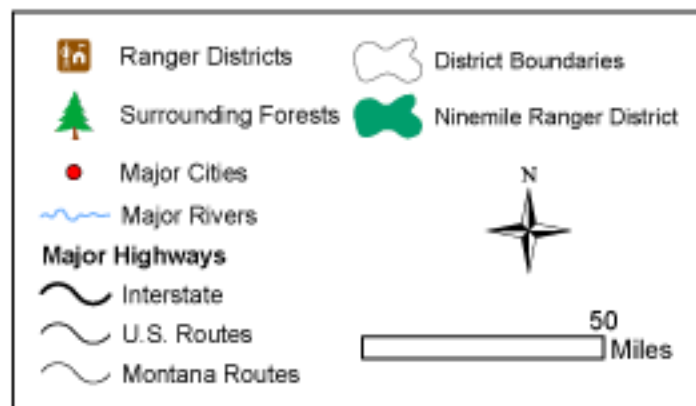 Ranger Districts
Surrounding Forests
Major Cities
Major Rivers
Major Highways
Interstate
U.S. Routes
Montana Routes
District Boundaries
Ninemile Ranger District
N
50
Miles